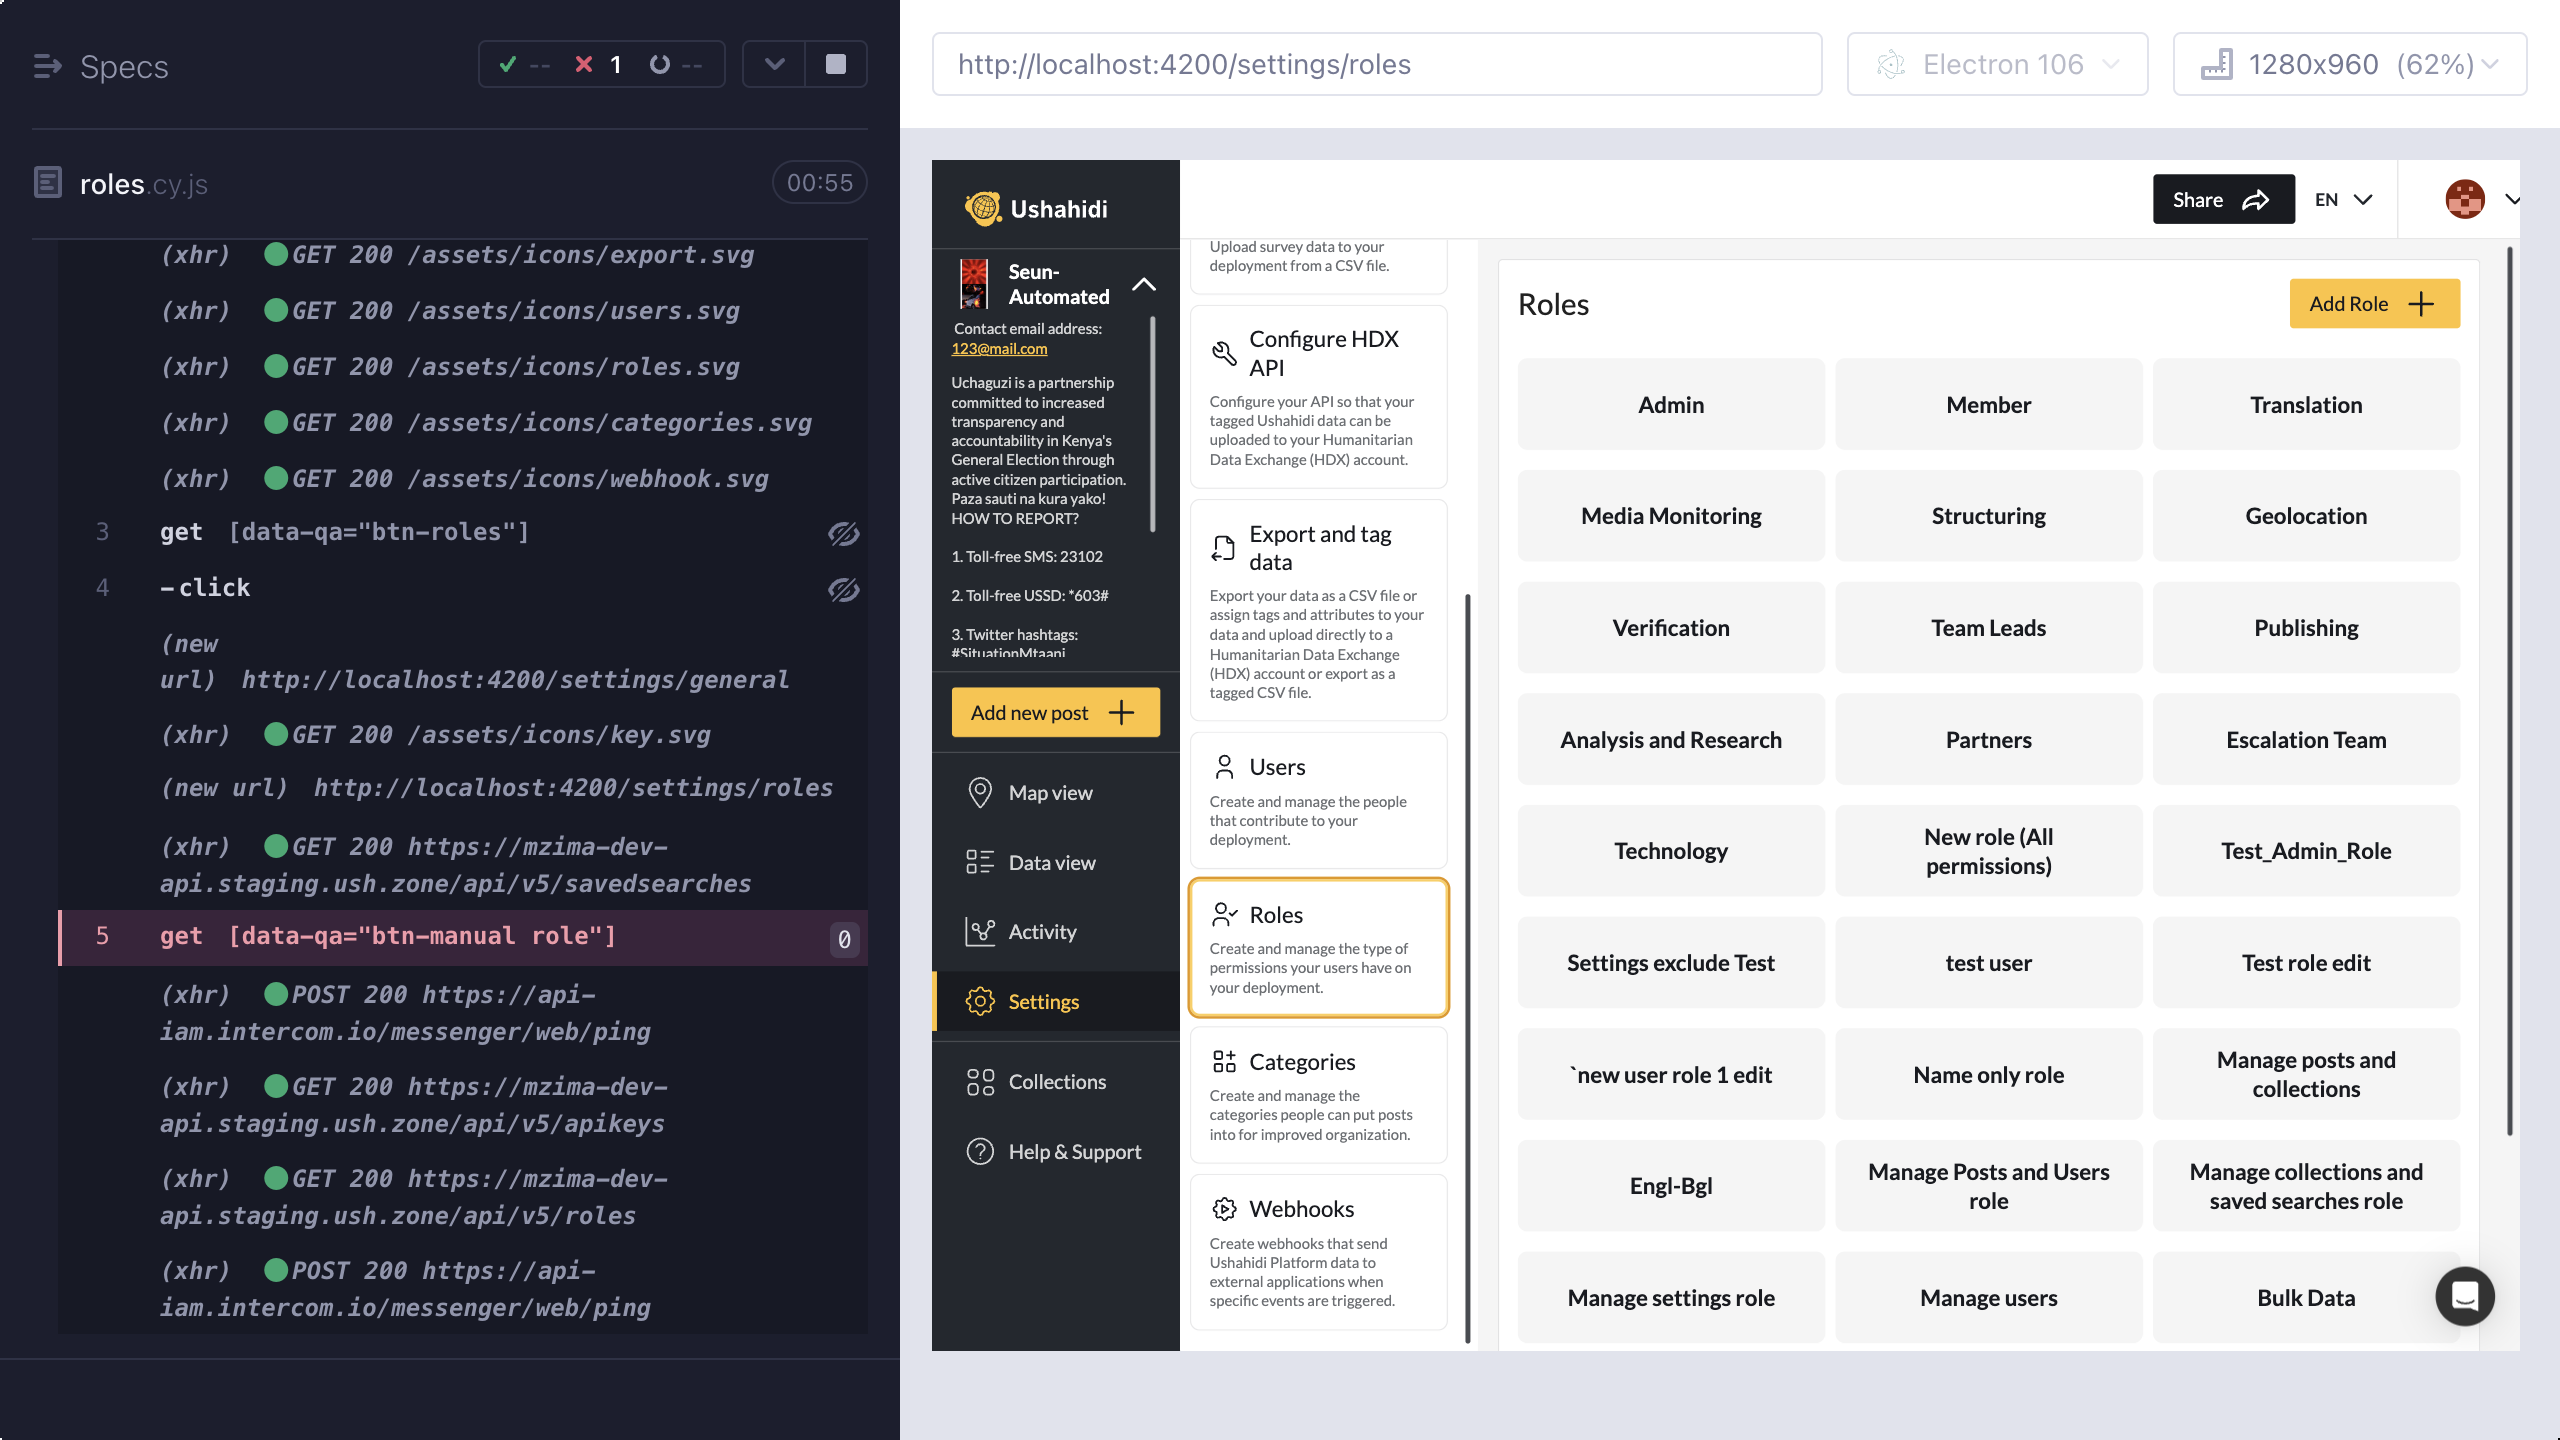 Specs
-- 1 --
roles.cy.js
00:55
(xhr) GET 200 /assets/icons/export.svg
(xhr) GET 200 /assets/icons/users.svg
(xhr) GET 200 /assets/icons/roles.svg
(xhr) GET 200 /assets/icons/categories.svg
(xhr) GET 200 /assets/icons/webhook.svg
3 get [data-qa="btn-roles"]
4 -click
(new
url) http://localhost:4200/settings/general
(xhr) GET 200 /assets/icons/key.svg
(new url) http://localhost:4200/settings/roles
(xhr) GET 200 https://mzima-dev-
api.staging.ush.zone/api/v5/savedsearches
5 get [data-qa="btn-manual role"] 0
(xhr) POST 200 https://api-
iam.intercom.io/messenger/web/ping
(xhr) GET 200 https://mzima-dev-
api.staging.ush.zone/api/v5/apikeys
(xhr) GET 200 https://mzima-dev-
api.staging.ush.zone/api/v5/roles
(xhr) POST 200 https://api-
iam.intercom.io/messenger/web/ping
http://localhost:4200/settings/roles
Electron 106
1280x960 (62%)
Ushahidi
Seun-
Automated
Contact email address:
123@mail.com
Uchaguzi is a partnership
committed to increased
transparency and
accountability in Kenya's
General Election through
active citizen participation.
Paza sauti na kura yako!
HOW TO REPORT?
1. Toll-free SMS: 23102
2. Toll-free USSD: *603#
3. Twitter hashtags:
#SituationMtaani
Add new post
Map view
Data view
Activity
Settings
Collections
Help & Support
Share
EN
Upload survey data to your
deployment from a CSV file.
Configure HDX
API
Configure your API so that your
tagged Ushahidi data can be
uploaded to your Humanitarian
Data Exchange (HDX) account.
Export and tag
data
Export your data as a CSV file or
assign tags and attributes to your
data and upload directly to a
Humanitarian Data Exchange
(HDX) account or export as a
tagged CSV file.
Users
Create and manage the people
that contribute to your
deployment.
Roles
Create and manage the type of
permissions your users have on
your deployment.
Categories
Create and manage the
categories people can put posts
into for improved organization.
Webhooks
Create webhooks that send
Ushahidi Platform data to
external applications when
specific events are triggered.
Roles
Add Role
Admin
Member
Translation
Media Monitoring
Structuring
Geolocation
Verification
Team Leads
Publishing
Analysis and Research
Partners
Escalation Team
Technology
New role (All
permissions)
Test_Admin_Role
Settings exclude Test
test user
Test role edit
`new user role 1 edit
Name only role
Manage posts and
collections
Engl-Bgl
Manage Posts and Users
role
Manage collections and
saved searches role
Manage settings role
Manage users
Bulk Data